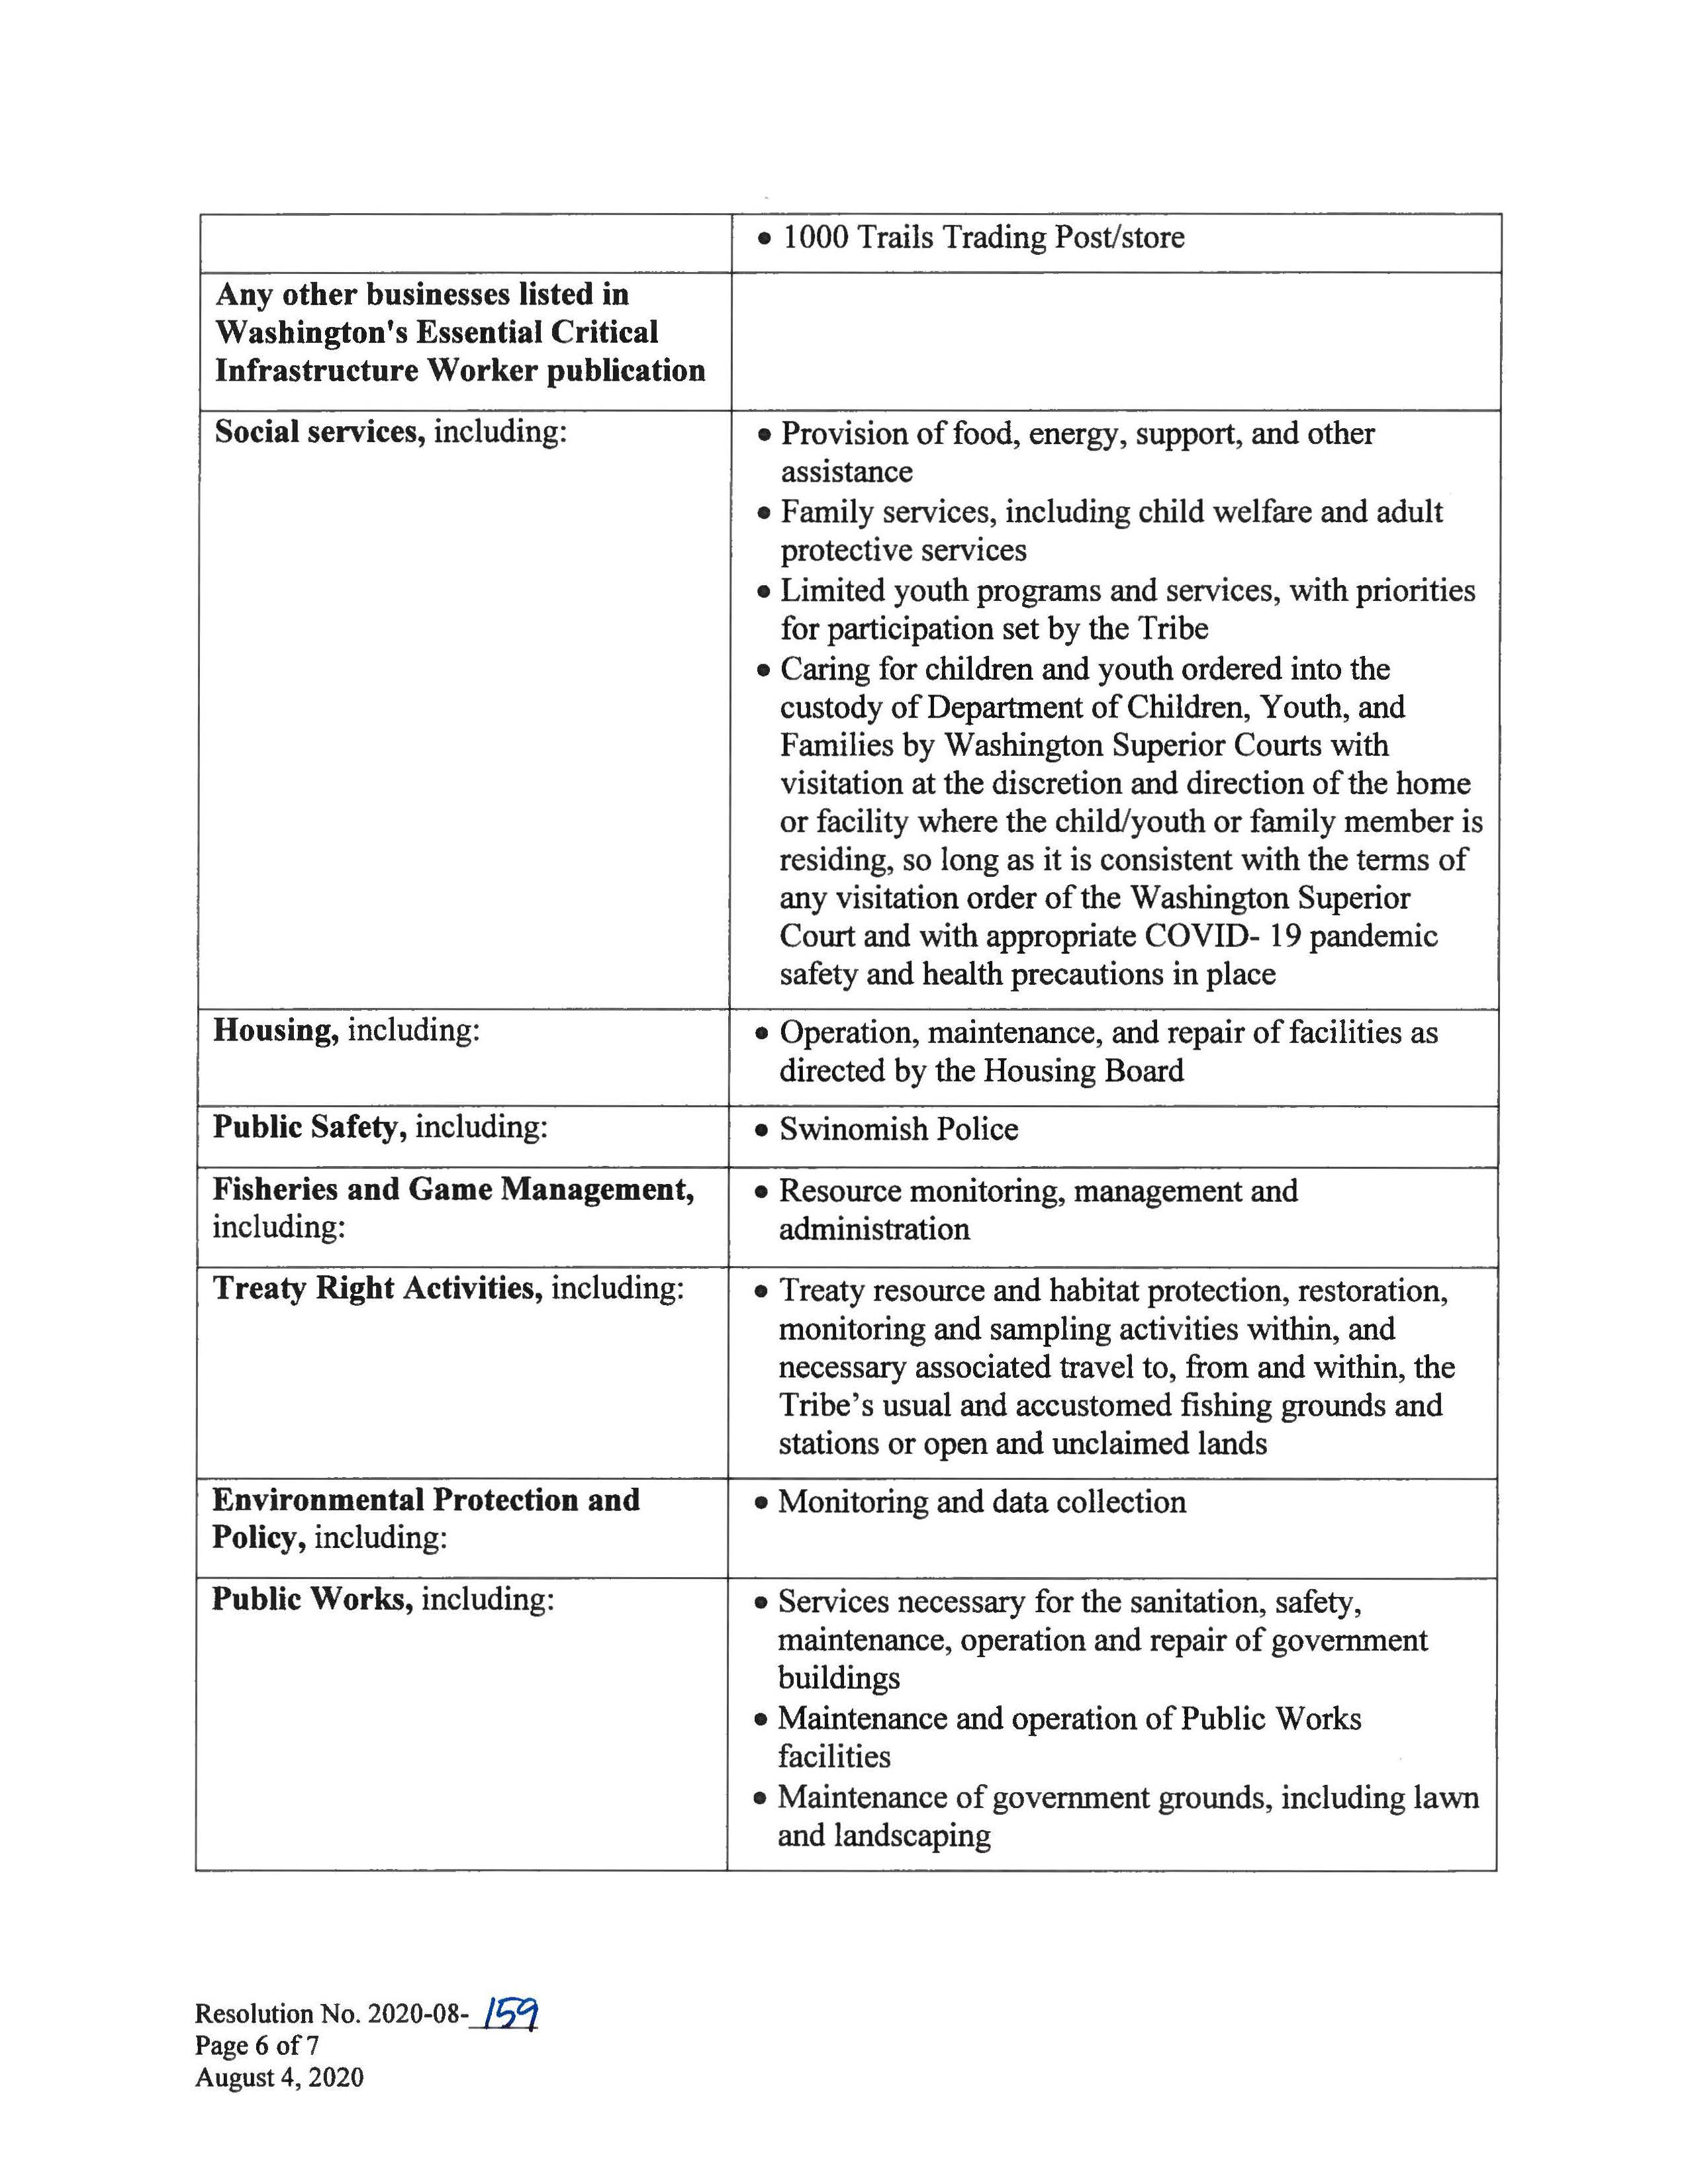 • 1000 Trails Trading Post/store
Any other businesses listed in
Washington's Essential Critical
Infrastructure Worker publication
Social services, including:
• Provision of food, energy, support, and other
assistance
• Family services, including child welfare and adult
protective services
• Limited youth programs and services, with priorities
for participation set by the Tribe
• Caring for children and youth ordered into the
custody of Department of Children, Youth, and
Families by Washington Superior Courts with
visitation at the discretion and direction of the home
or facility where the child/youth or family member is
residing, so long as it is consistent with the terms of
any visitation order of the Washington Superior
Court and with appropriate COVID- 19 pandemic
safety and health precautions in place
Housing, including:
• Operation, maintenance, and repair of facilities as
directed by the Housing Board
Public Safety, including:
• Swinomish Police
Fisheries and Game Management,
including:
• Resource monitoring, management and
administration
Treaty Right Activities, including:
• Treaty resource and habitat protection, restoration,
monitoring and sampling activities within, and
necessary associated travel to, from and within, the
Tribe’s usual and accustomed fishing grounds and
stations or open and unclaimed lands
Environmental Protection and
Policy, including:
• Monitoring and data collection
Public Works, including:
• Services necessary for the sanitation, safety,
maintenance, operation and repair of government
buildings
• Maintenance and operation of Public Works
facilities
• Maintenance of government grounds, including lawn
and landscaping
Resolution No. 2020-08- 159
Page 6 of 7
August 4, 2020